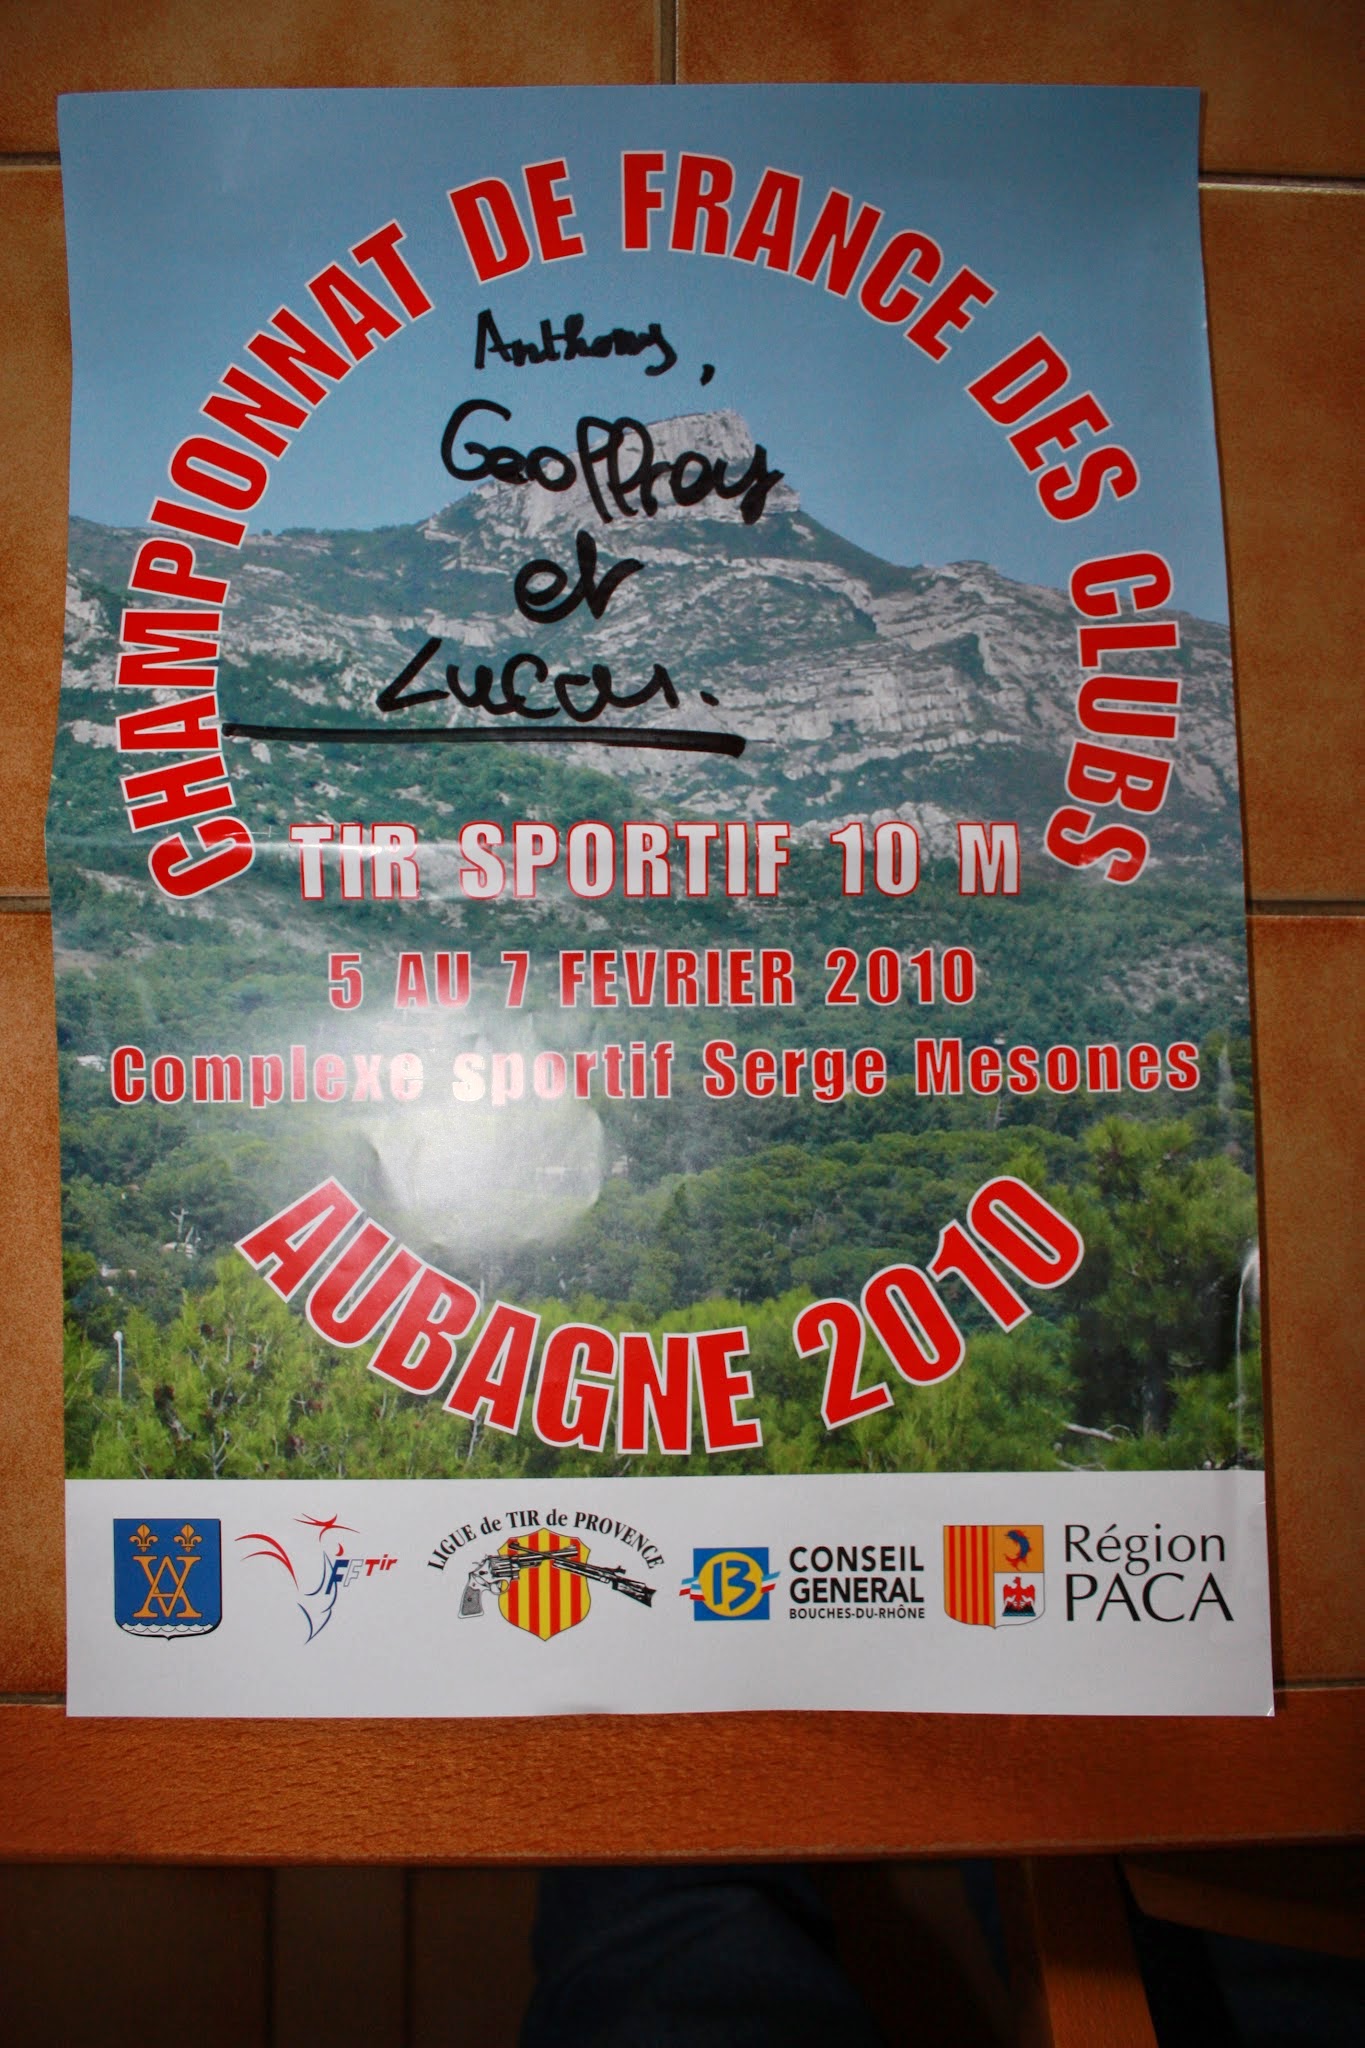 CHAMPIONNAT DE FRANCE DES CLUBS
Anthony,
Geoffroy
et
Lucas.
TIR SPORTIF 10 M
5 AU 7 FEVRIER 2010
Complexe sportif Serge Mesones
AUBAGNE 2010
FFTir
LIGUE de TIR de PROVENCE
13
CONSEIL
GENERAL
BOUCHES-DU-RHÔNE
Région
PACA